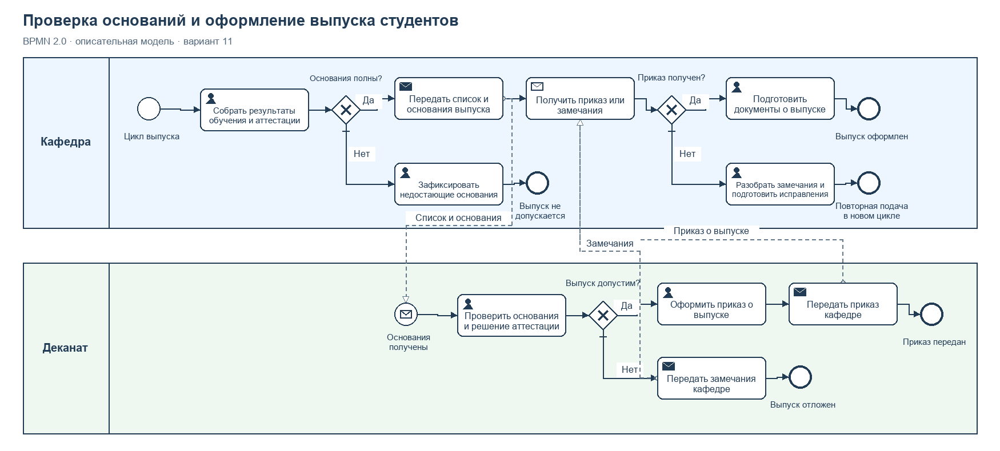 Проверка оснований и оформление выпуска студентов
BPMN 2.0 · описательная модель · вариант 11
Кафедра
Цикл выпуска
Собрать результаты
обучения и аттестации
Основания полны?
Да
Нет
Передать список и
основания выпуска
Зафиксировать
недостающие основания
Выпуск не
допускается
Получить приказ или
замечания
Приказ получен?
Да
Нет
Подготовить
документы о выпуске
Выпуск оформлен
Разобрать замечания и
подготовить исправления
Повторная подача
в новом цикле
Список и основания
Приказ о выпуске
Замечания
Деканат
Основания
получены
Проверить основания
и решение аттестации
Выпуск допустим?
Да
Нет
Оформить приказ о
выпуске
Передать приказ
кафедре
Приказ передан
Передать замечания
кафедре
Выпуск отложен